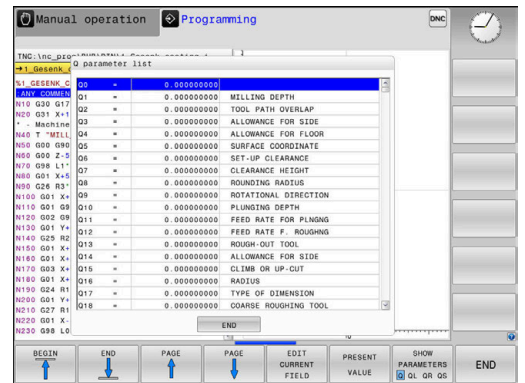 Manual operation
Programming
DNC
TNC:\nc_prog\
→1_Gesenk_
Q parameter list
%1_GESENK_C
ANY COMMEN
N10 G30 G17
N20 G31 X+1
* - Machine
N40 T "MILL_
N50 G00 G90
N60 G00 Z-5
N70 G98 L1*
N80 G01 X+5
N90 G26 R3*
N100 G01 X+
N110 G01 G9
N120 G02 G9
N130 G01 Y+
N140 G25 R2
N150 G01 X+
N160 G01 X+
N170 G03 X+
N180 G01 X+
N190 G24 R1
N200 G01 Y+
N210 G27 R1
N220 G01 X-
N230 G98 L0
Q0 = 0.000000000
Q1 = 0.000000000 MILLING DEPTH
Q2 = 0.000000000 TOOL PATH OVERLAP
Q3 = 0.000000000 ALLOWANCE FOR SIDE
Q4 = 0.000000000 ALLOWANCE FOR FLOOR
Q5 = 0.000000000 SURFACE COORDINATE
Q6 = 0.000000000 SET-UP CLEARANCE
Q7 = 0.000000000 CLEARANCE HEIGHT
Q8 = 0.000000000 ROUNDING RADIUS
Q9 = 0.000000000 ROTATIONAL DIRECTION
Q10 = 0.000000000 PLUNGING DEPTH
Q11 = 0.000000000 FEED RATE FOR PLNGNG
Q12 = 0.000000000 FEED RATE F. ROUGHNG
Q13 = 0.000000000 ROUGH-OUT TOOL
Q14 = 0.000000000 ALLOWANCE FOR SIDE
Q15 = 0.000000000 CLIMB OR UP-CUT
Q16 = 0.000000000 RADIUS
Q17 = 0.000000000 TYPE OF DIMENSION
Q18 = 0.000000000 COARSE ROUGHING TOOL
END
BEGIN
END
PAGE
PAGE
EDIT CURRENT FIELD
PRESENT VALUE
SHOW PARAMETERS
Q QL QR QS
END